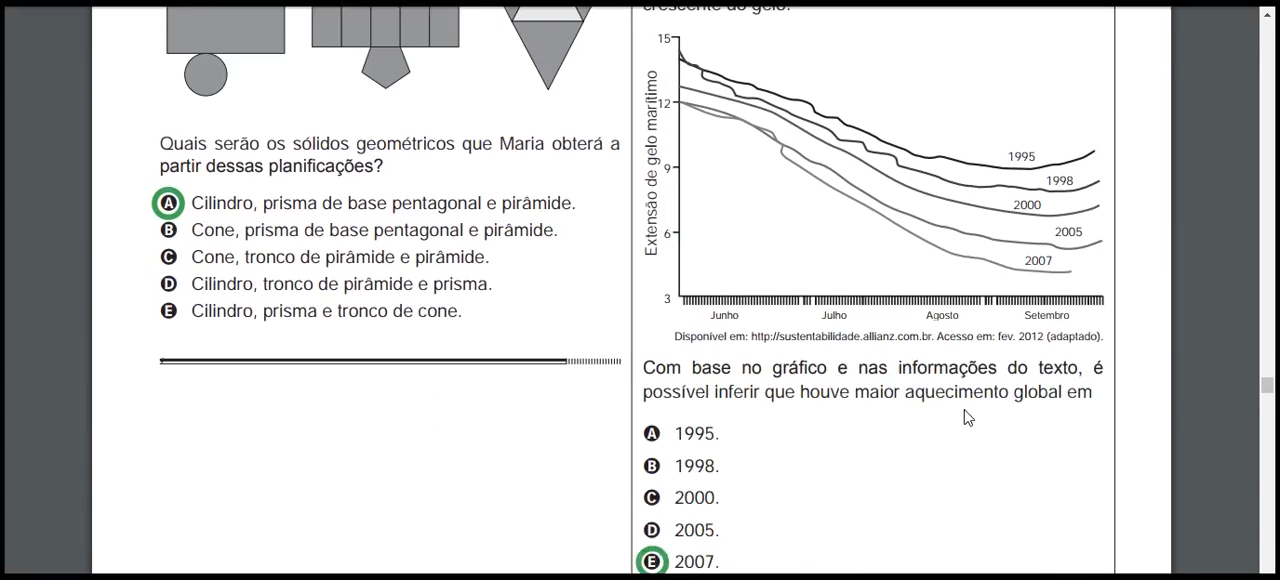 Quais serão os sólidos geométricos que Maria obterá a
partir dessas planificações?
A Cilindro, prisma de base pentagonal e pirâmide.
B Cone, prisma de base pentagonal e pirâmide.
C Cone, tronco de pirâmide e pirâmide.
D Cilindro, tronco de pirâmide e prisma.
E Cilindro, prisma e tronco de cone.
crescente do gelo.
Extensão de gelo marítimo
15
12
9
6
3
1995
1998
2000
2005
2007
Junho Julho Agosto Setembro
Disponível em: http://sustentabilidade.allianz.com.br. Acesso em: fev. 2012 (adaptado).
Com base no gráfico e nas informações do texto, é
possível inferir que houve maior aquecimento global em
A 1995.
B 1998.
C 2000.
D 2005.
E 2007.